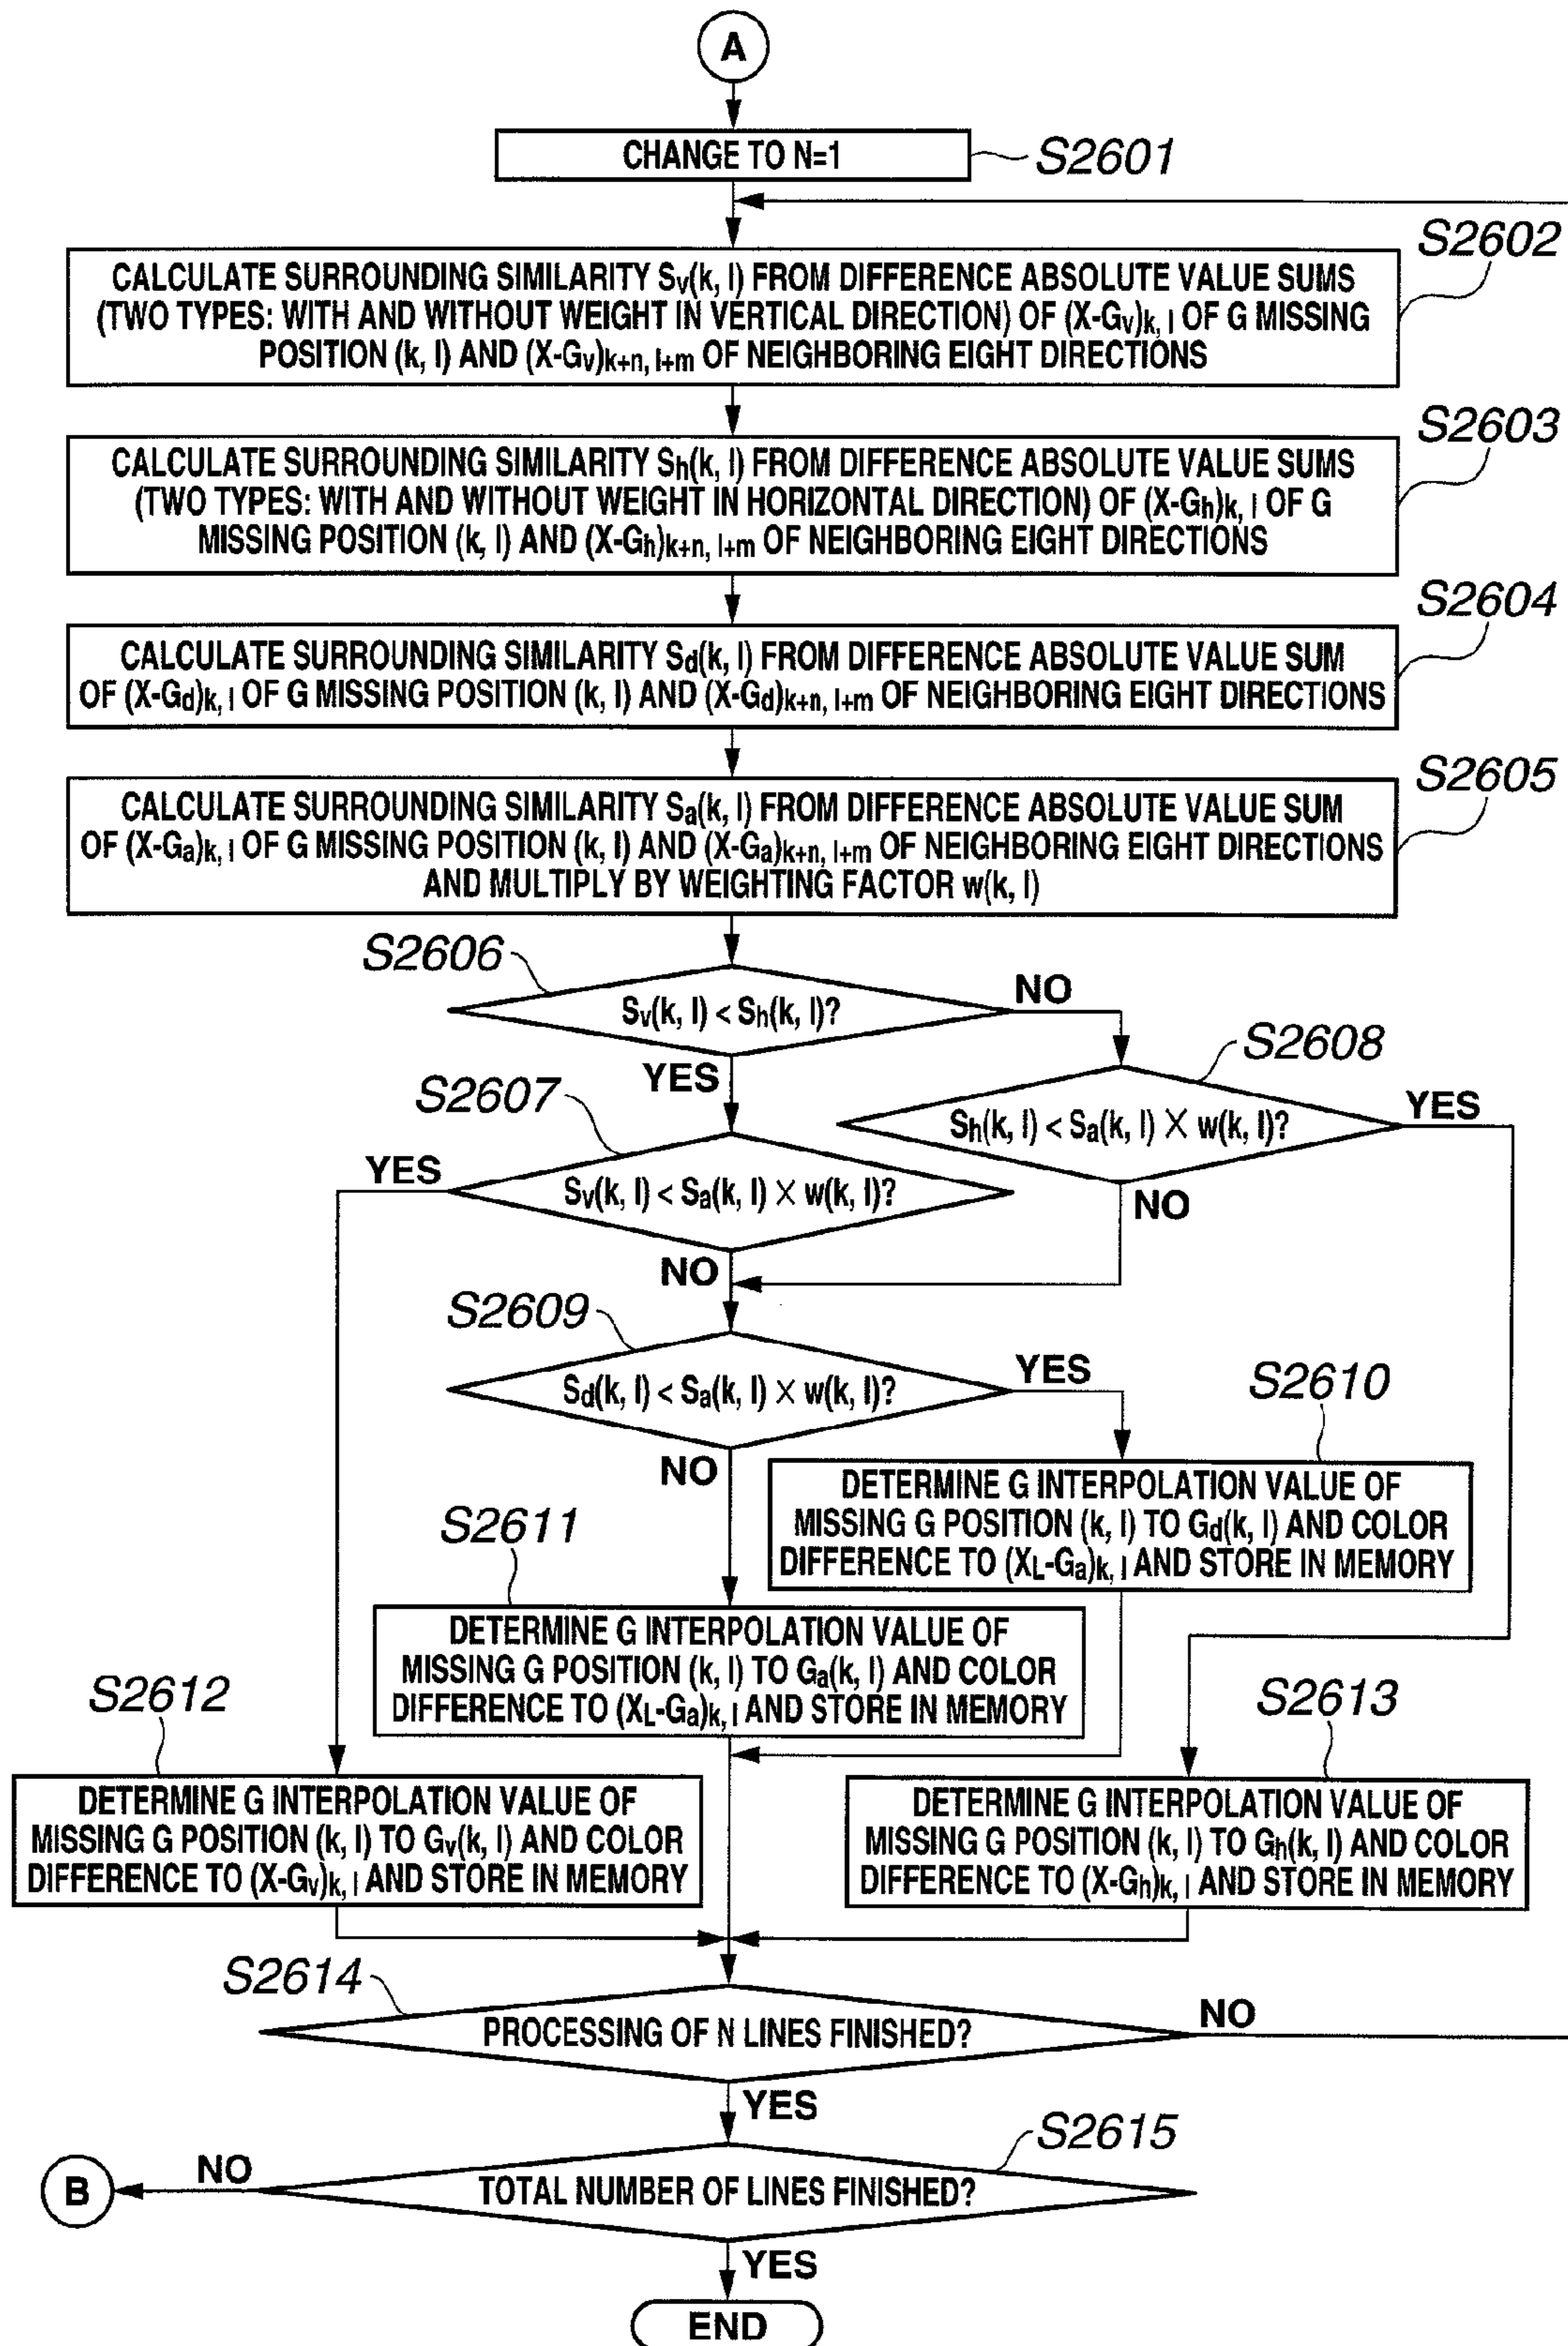 A
CHANGE TO N=1
S2601
S2602
CALCULATE SURROUNDING SIMILARITY Sv(k, l) FROM DIFFERENCE ABSOLUTE VALUE SUMS
(TWO TYPES: WITH AND WITHOUT WEIGHT IN VERTICAL DIRECTION) OF (X-Gv)k, l OF G MISSING
POSITION (k, l) AND (X-Gv)k+n, l+m OF NEIGHBORING EIGHT DIRECTIONS
S2603
CALCULATE SURROUNDING SIMILARITY Sh(k, l) FROM DIFFERENCE ABSOLUTE VALUE SUMS
(TWO TYPES: WITH AND WITHOUT WEIGHT IN HORIZONTAL DIRECTION) OF (X-Gh)k, l OF G
MISSING POSITION (k, l) AND (X-Gh)k+n, l+m OF NEIGHBORING EIGHT DIRECTIONS
S2604
CALCULATE SURROUNDING SIMILARITY Sd(k, l) FROM DIFFERENCE ABSOLUTE VALUE SUM
OF (X-Gd)k, l OF G MISSING POSITION (k, l) AND (X-Gd)k+n, l+m OF NEIGHBORING EIGHT DIRECTIONS
S2605
CALCULATE SURROUNDING SIMILARITY Sa(k, l) FROM DIFFERENCE ABSOLUTE VALUE SUM
OF (X-Ga)k, l OF G MISSING POSITION (k, l) AND (X-Ga)k+n, l+m OF NEIGHBORING EIGHT DIRECTIONS
AND MULTIPLY BY WEIGHTING FACTOR w(k, l)
S2606
Sv(k, l) < Sh(k, l)?
NO
YES
S2608
Sh(k, l) < Sa(k, l) × w(k, l)?
YES
NO
S2607
YES
Sv(k, l) < Sa(k, l) × w(k, l)?
NO
S2609
Sd(k, l) < Sa(k, l) × w(k, l)?
YES
NO
S2610
DETERMINE G INTERPOLATION VALUE OF
MISSING G POSITION (k, l) TO Gd(k, l) AND COLOR
DIFFERENCE TO (XL-Ga)k, l AND STORE IN MEMORY
S2611
DETERMINE G INTERPOLATION VALUE OF
MISSING G POSITION (k, l) TO Ga(k, l) AND COLOR
DIFFERENCE TO (XL-Ga)k, l AND STORE IN MEMORY
S2612
DETERMINE G INTERPOLATION VALUE OF
MISSING G POSITION (k, l) TO Gv(k, l) AND COLOR
DIFFERENCE TO (X-Gv)k, l AND STORE IN MEMORY
S2613
DETERMINE G INTERPOLATION VALUE OF
MISSING G POSITION (k, l) TO Gh(k, l) AND COLOR
DIFFERENCE TO (X-Gh)k, l AND STORE IN MEMORY
S2614
PROCESSING OF N LINES FINISHED?
NO
YES
S2615
TOTAL NUMBER OF LINES FINISHED?
NO
B
YES
END